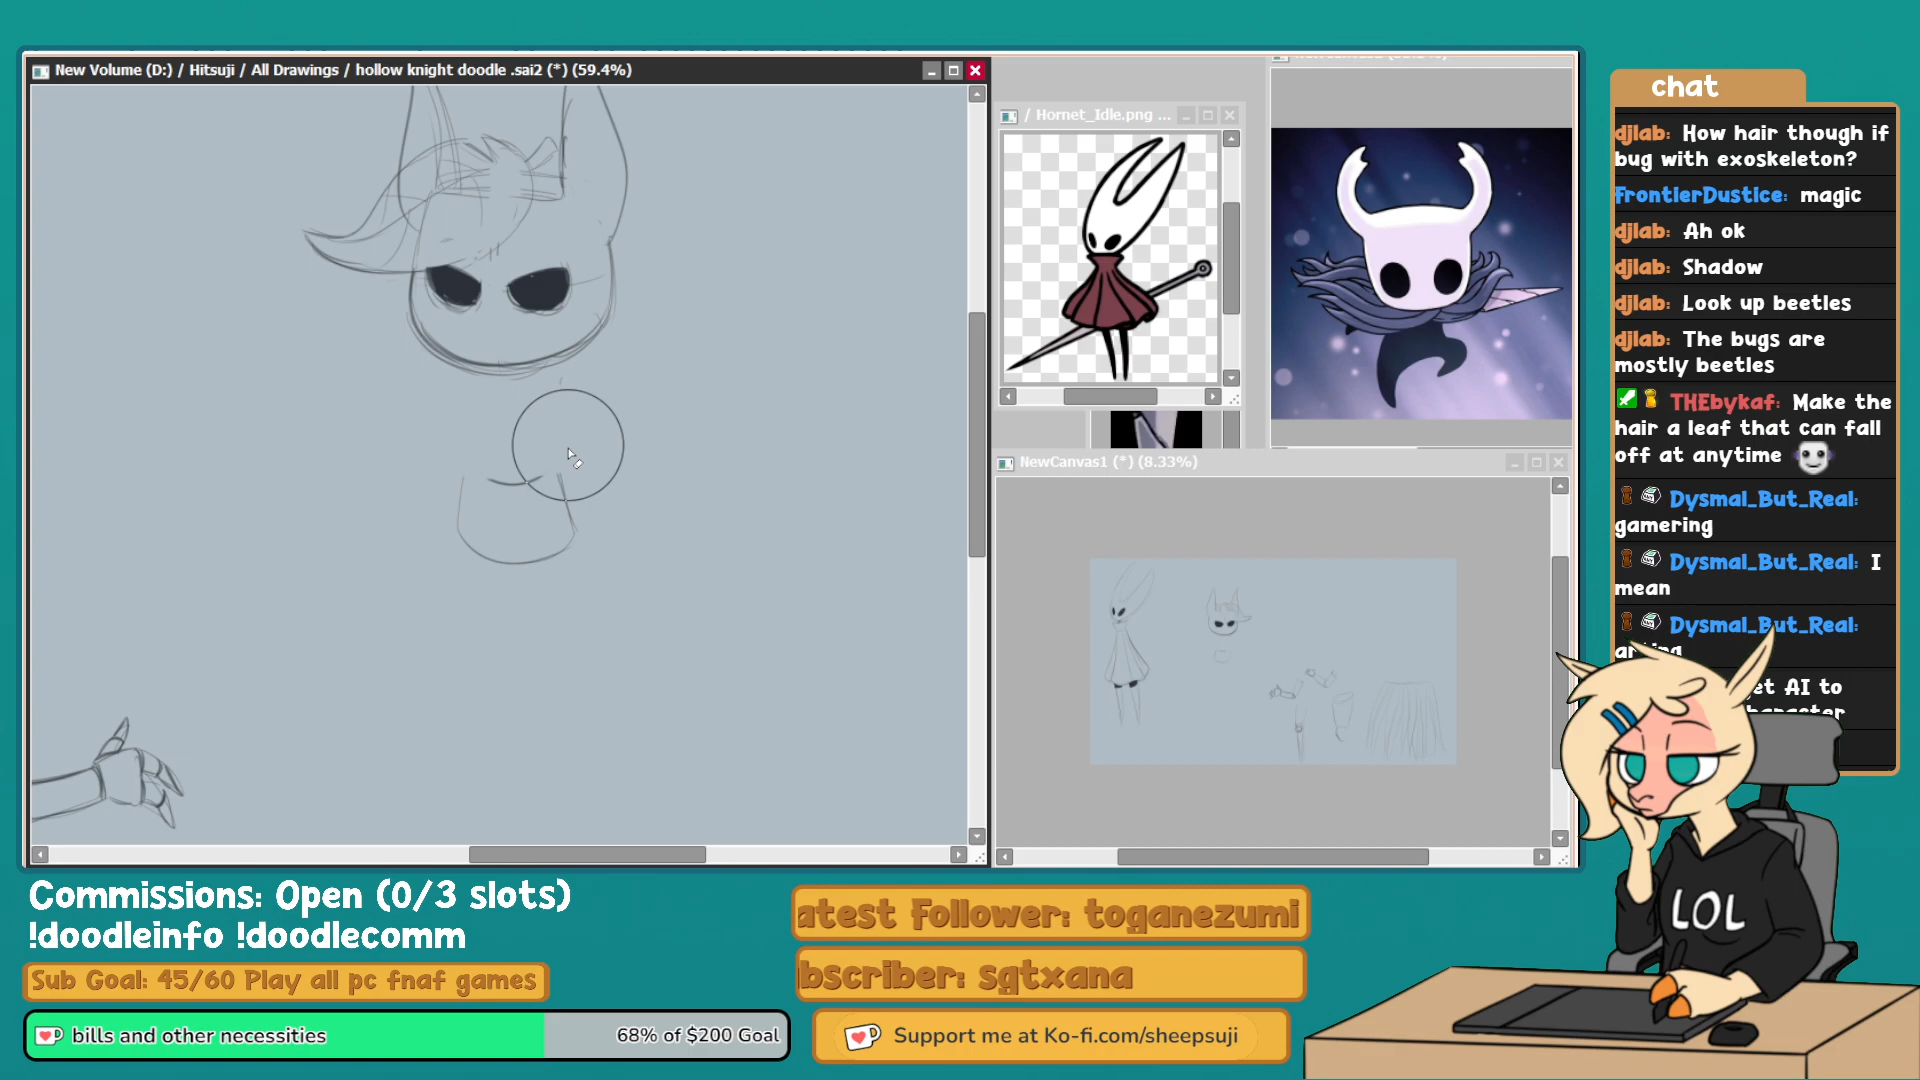 New Volume (D:) / Hitsuji / All Drawings / hollow knight doodle .sai2 (*) (59.4%)
/ Hornet_Idle.png ...
NewCanvas1 (*) (8.33%)
chat
djlab: How hair though if
bug with exoskeleton?
FrontierDustIce: magic
djlab: Ah ok
djlab: Shadow
djlab: Look up beetles
djlab: The bugs are
mostly beetles
THEbykaf: Make the
hair a leaf that can fall
off at anytime
Dysmal_But_Real:
gamering
Dysmal_But_Real: I
mean
Dysmal_But_Real:
AI to
LOL
Commissions: Open (0/3 slots)
!doodleinfo !doodlecomm
Sub Goal: 45/60 Play all pc fnaf games
bills and other necessities
68% of $200 Goal
atest Follower: toganezumi
bscriber: sgtxana
Support me at Ko-fi.com/sheepsuji